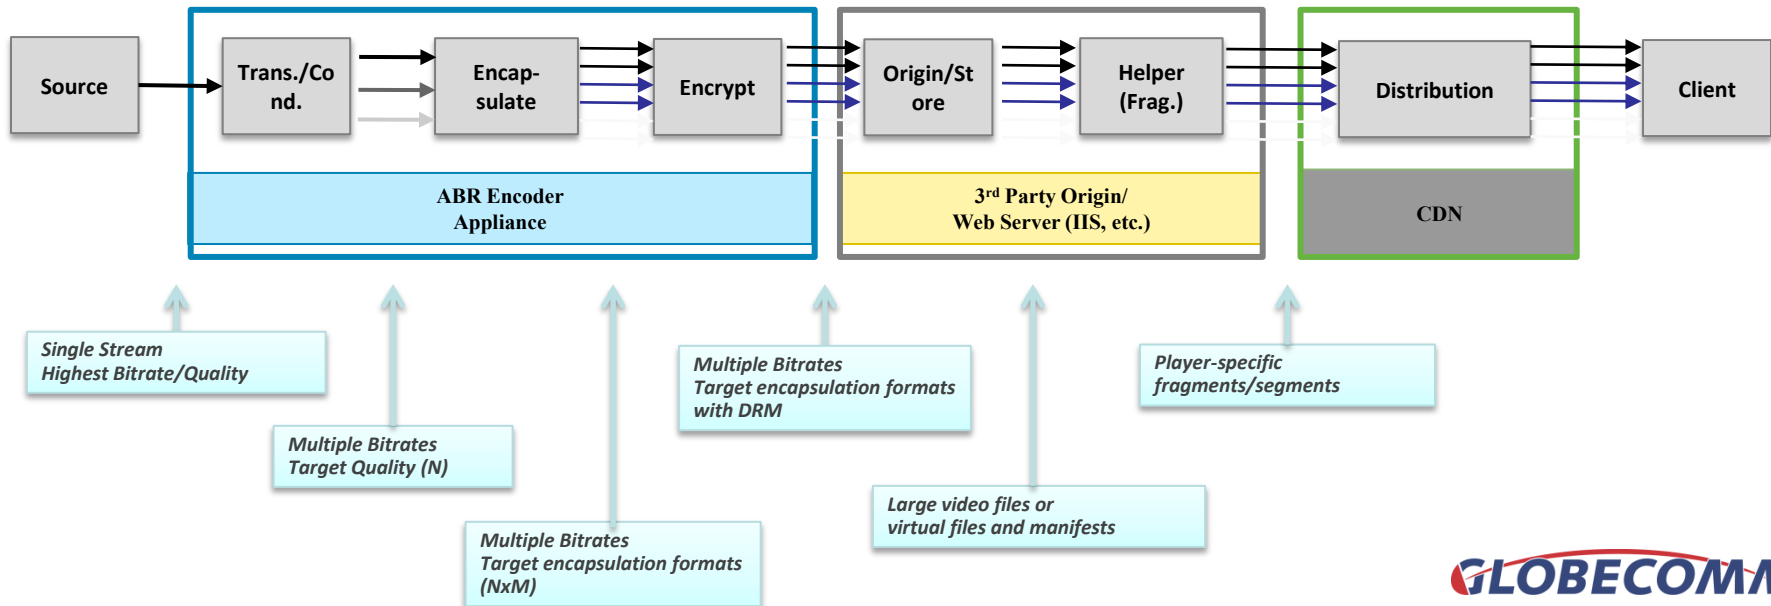 Source
Trans./Co
nd.
Encap-
sulate
Encrypt
Origin/St
ore
Helper
(Frag.)
Distribution
Client
ABR Encoder
Appliance
3rd Party Origin/
Web Server (IIS, etc.)
CDN
Single Stream
Highest Bitrate/Quality
Multiple Bitrates
Target Quality (N)
Multiple Bitrates
Target encapsulation formats
(NxM)
Multiple Bitrates
Target encapsulation formats
with DRM
Large video files or
virtual files and manifests
Player-specific
fragments/segments
GLOBECOMM